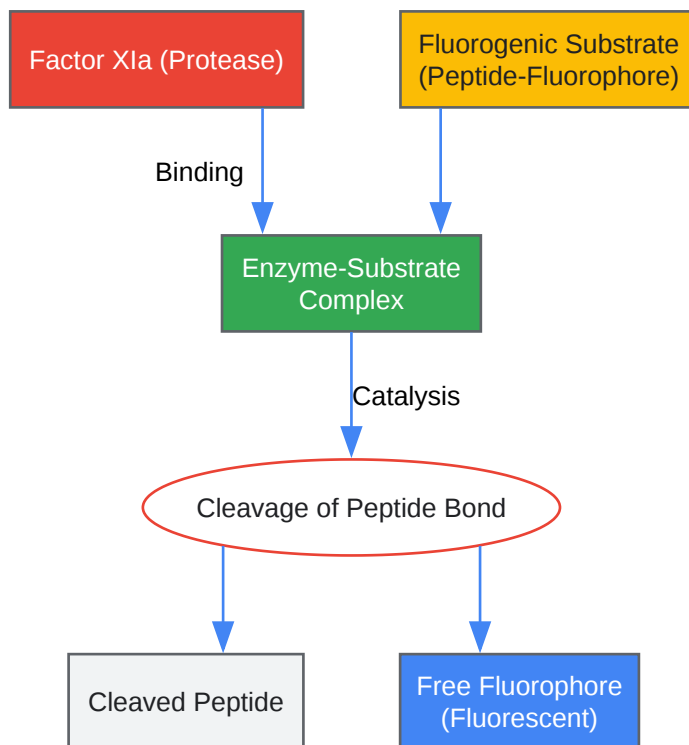 Factor XIa (Protease)
Fluorogenic Substrate
(Peptide-Fluorophore)
Binding
Enzyme-Substrate
Complex
Catalysis
Cleavage of Peptide Bond
Cleaved Peptide
Free Fluorophore
(Fluorescent)